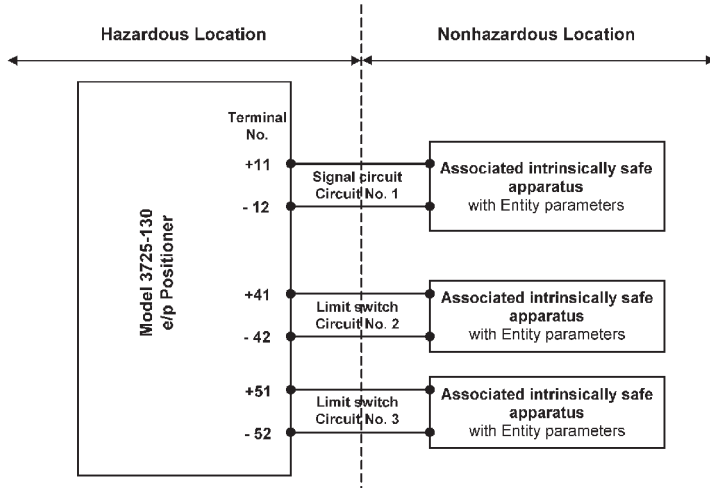 Hazardous Location
Nonhazardous Location
Terminal
No.
Model 3725-130
e/p Positioner
+11
Signal circuit
Circuit No. 1
- 12
Associated intrinsically safe
apparatus
with Entity parameters
+41
Limit switch
Circuit No. 2
- 42
Associated intrinsically safe
apparatus
with Entity parameters
+51
Limit switch
Circuit No. 3
- 52
Associated intrinsically safe
apparatus
with Entity parameters